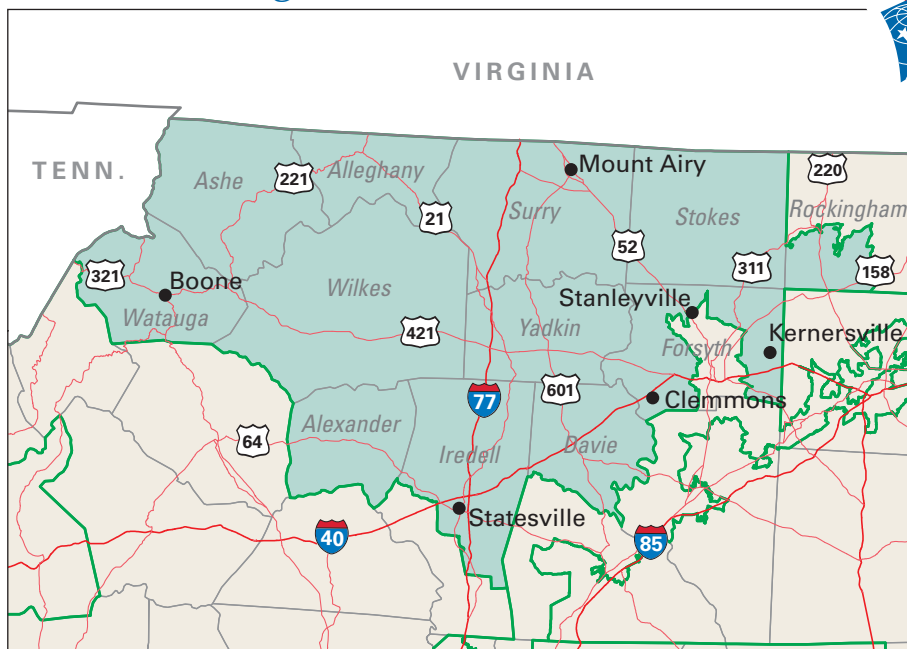 VIRGINIA
TENN.
Mount Airy
220
Alleghany
Ashe
221
Surry
Stokes
Rockingham
21
52
311
158
321
Boone
Wilkes
Stanleyville
Watauga
421
Yadkin
Forsyth
Kernersville
77
601
Clemmons
Alexander
64
Iredell
Davie
Statesville
40
85